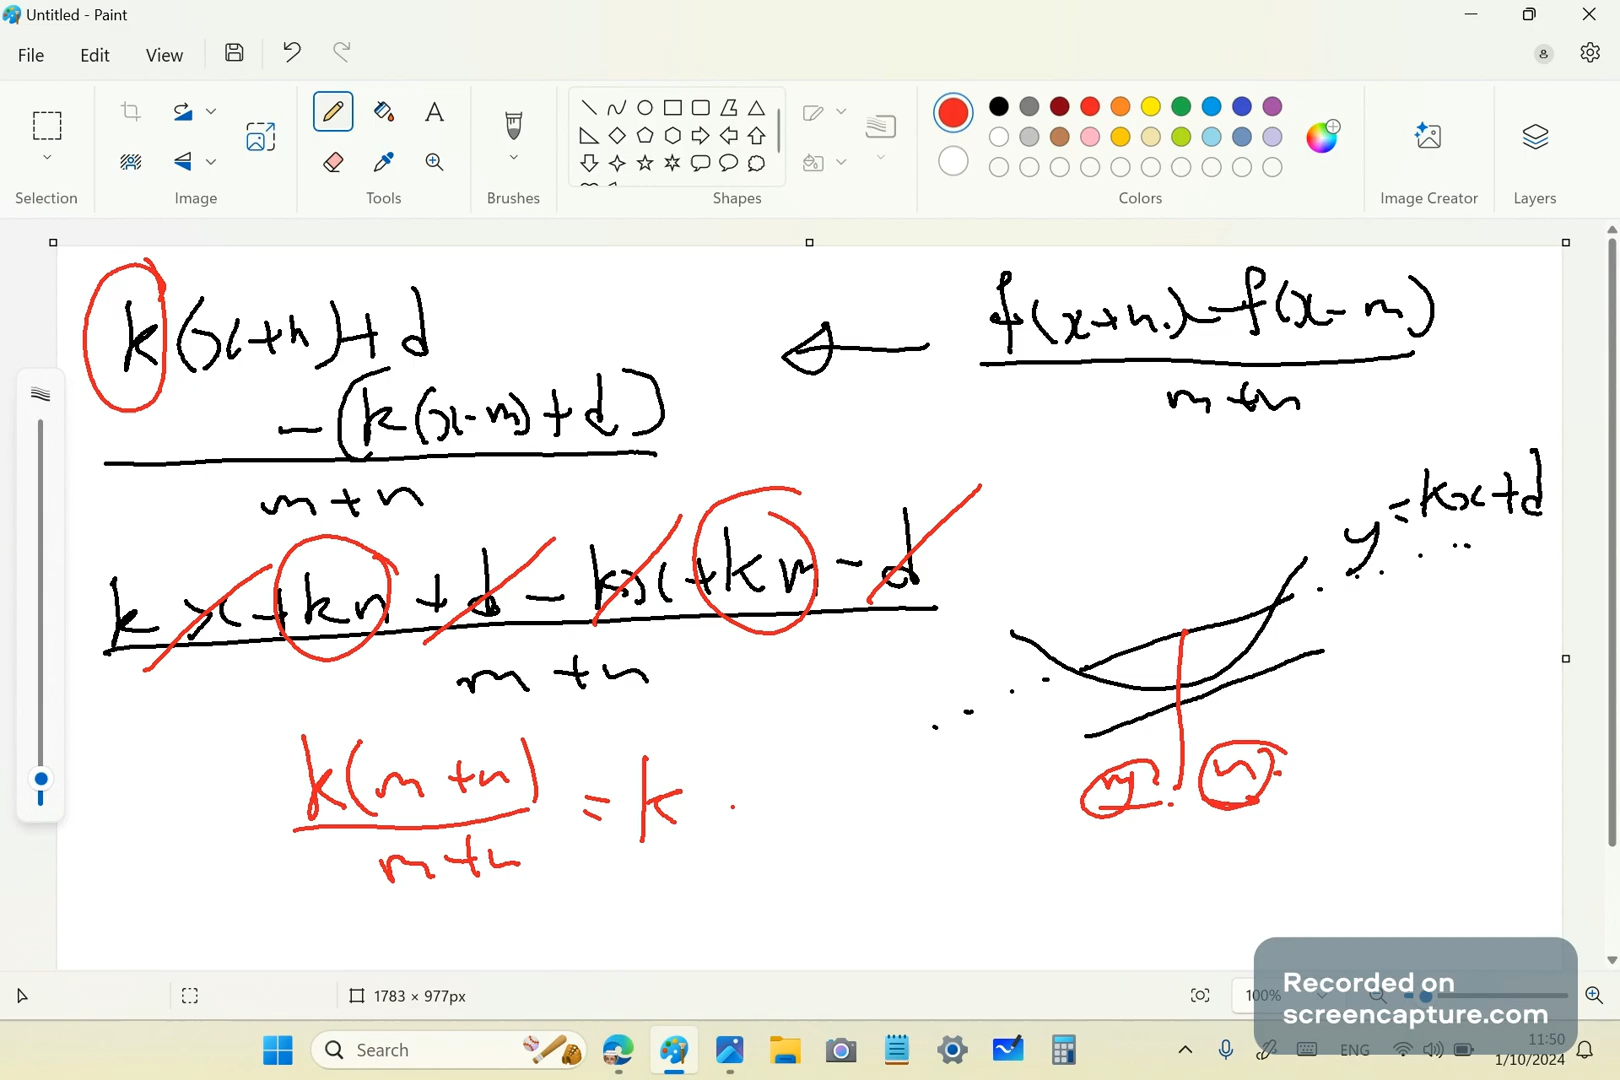 Untitled - Paint
File Edit View
Selection Image Tools Brushes Shapes Colors Image Creator Layers
k(x+n)+d
-(k(x-m)+d)
m+n
f(x+n)-f(x-m)
m+n
kx+kn+d-kx+km-d
m+n
k(m+n)
m+n
= k
y=kx+d
m n
1783 × 977px
100%
Recorded on
screencapture.com
Search
ENG
11:50
1/10/2024